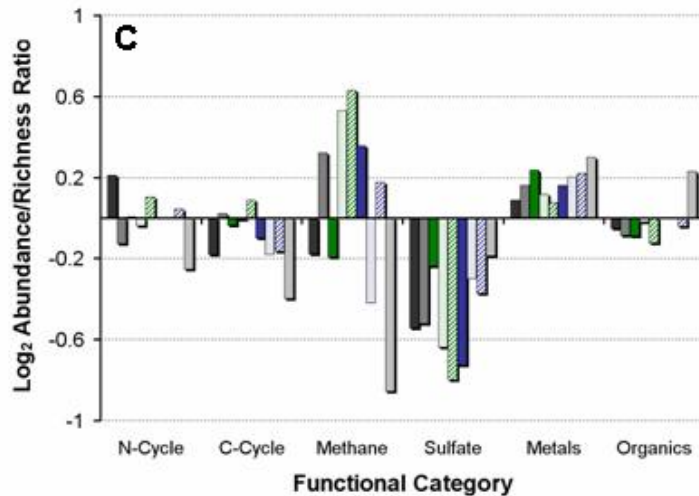 C
Log₂ Abundance/Richness Ratio
1
0.6
0.2
-0.2
-0.6
-1
N-Cycle C-Cycle Methane Sulfate Metals Organics
Functional Category